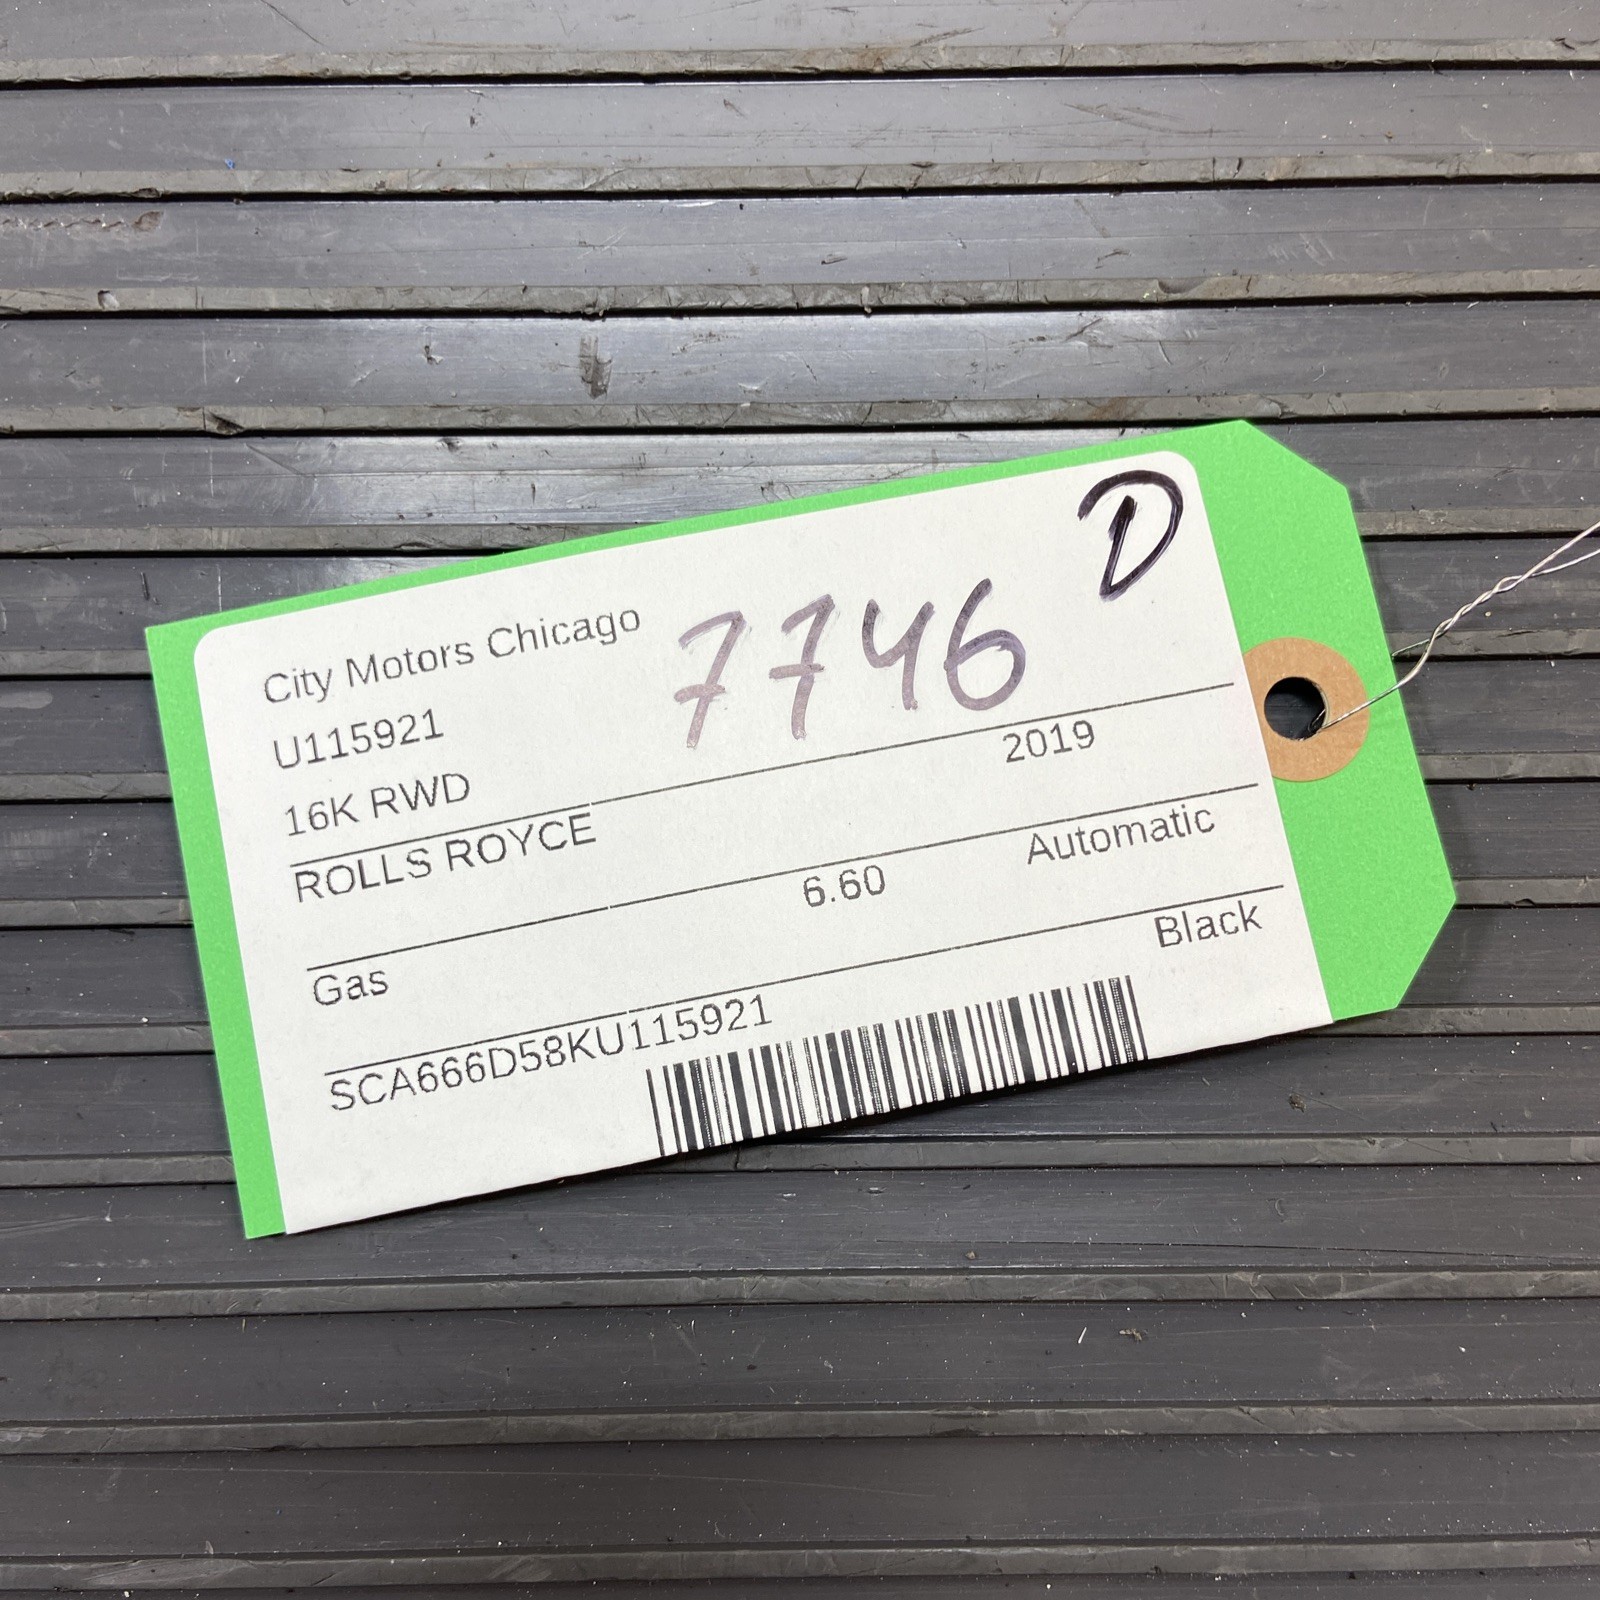 D
City Motors Chicago 7746
U115921
16K RWD
ROLLS ROYCE 2019
6.60 Automatic
Gas Black
SCA666D58KU115921